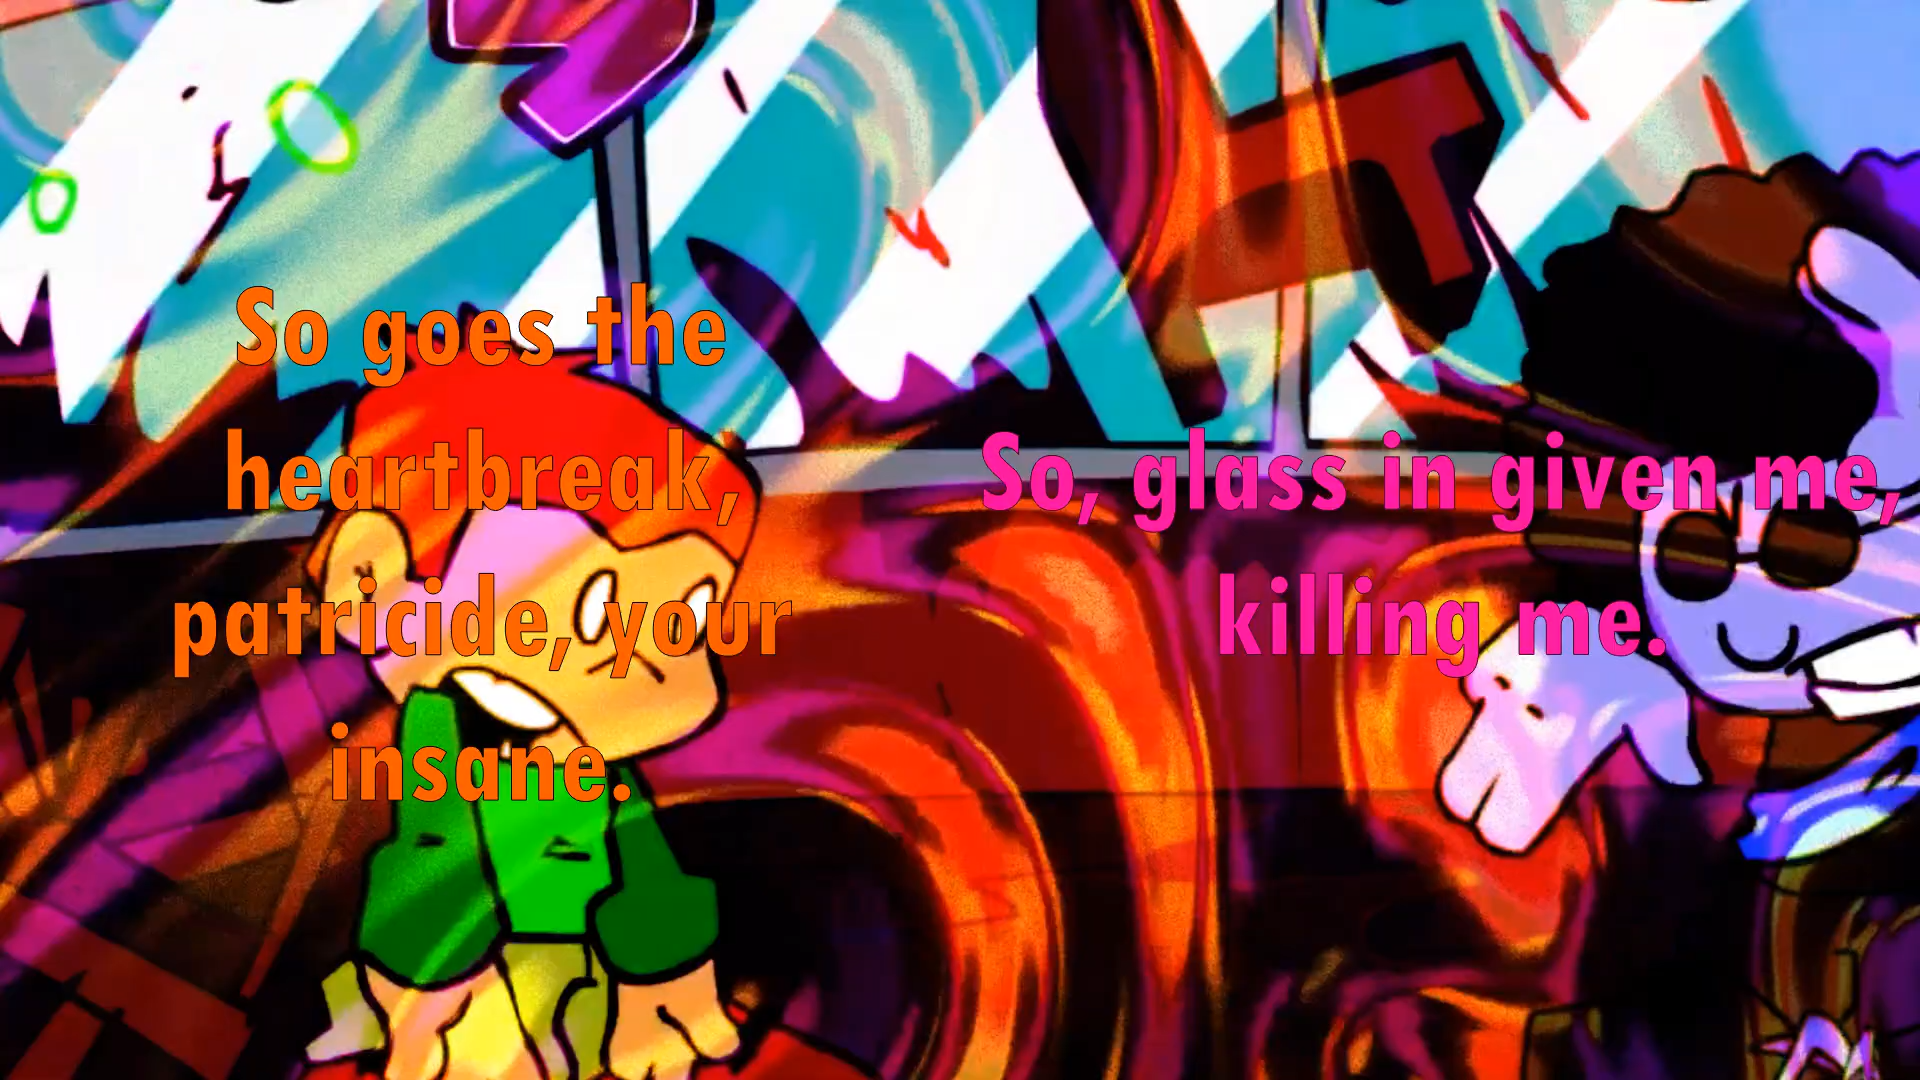 So goes the
heartbreak,
patricide, your
insane.
So, glass in given me,
killing me.